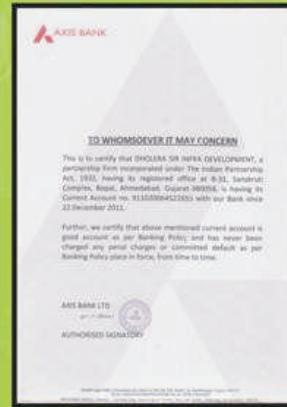 AXIS BANK
TO WHOMSOEVER IT MAY CONCERN
This is to certify that DHOLERA SIR INFRA DEVELOPMENT, a
partnership firm incorporated under The Indian Partnership
Act, 1932, having its registered office at B-31, Sanskruti
Complex, Bopal, Ahmedabad, Gujarat-380058, is having its
Current Account no. with our Bank since
22 December 2011.
Further, we certify that above mentioned current account is
good account as per Banking Policy and has never been
charged any penal charges or committed default as per
Banking Policy place in force, from time to time.
AXIS BANK LTD
AUTHORISED SIGNATORY